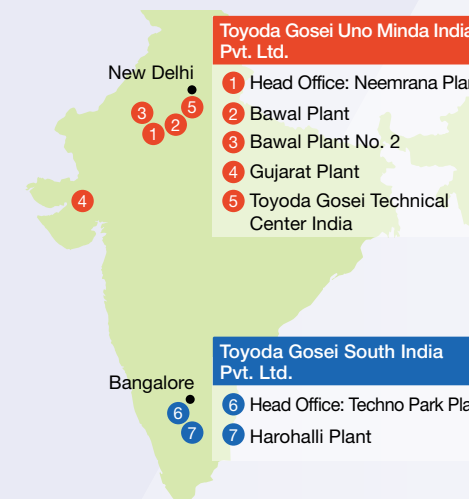 Toyoda Gosei Uno Minda India
Pvt. Ltd.
New Delhi
1 Head Office: Neemrana
2 Bawal Plant
3 Bawal Plant No. 2
4 Gujarat Plant
5 Toyoda Gosei Technical
Center India
3
1
2
5
4
Toyoda Gosei South India
Pvt. Ltd.
Bangalore
6 Head Office: Techno Park
7 Harohalli Plant
6
7